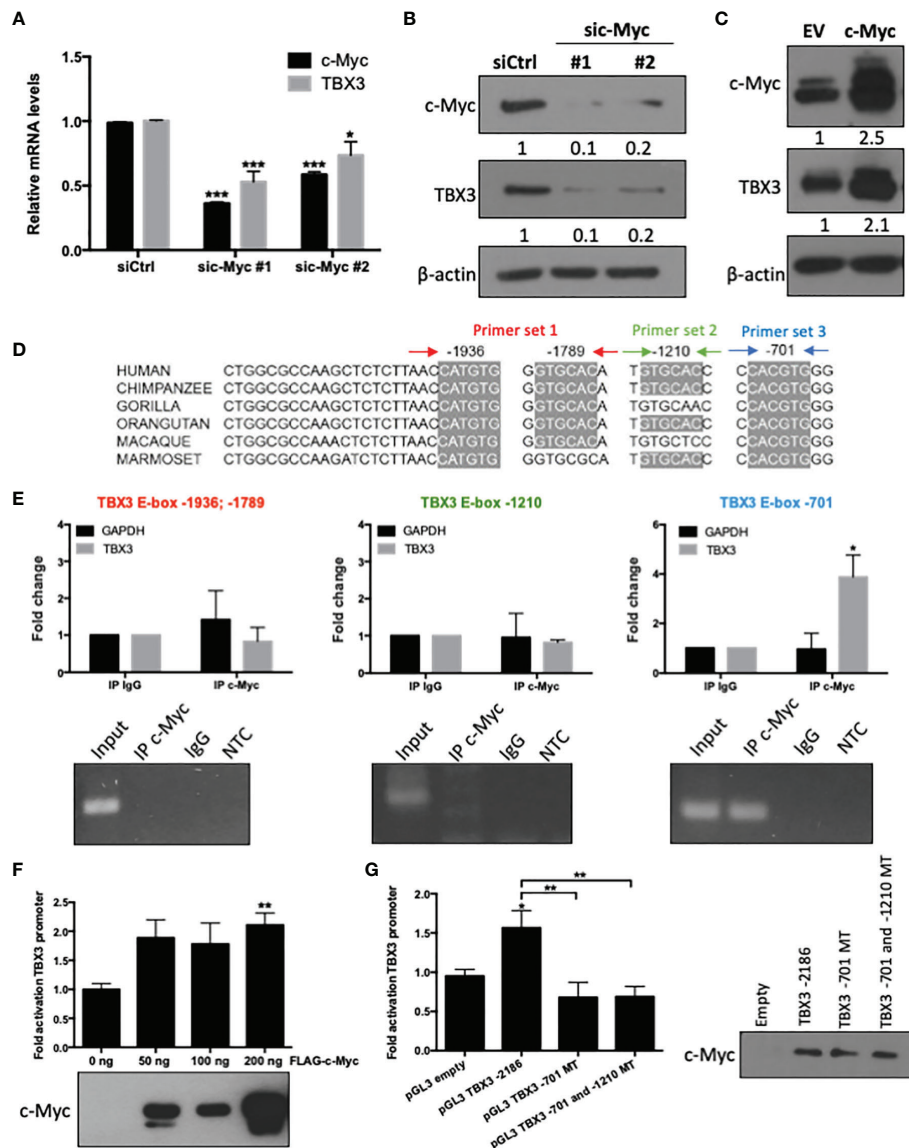 A
Relative mRNA levels
1.5
1.0
0.5
0.0
c-Myc
TBX3
***
***
***
*
siCtrl
sic-Myc #1
sic-Myc #2
B
sic-Myc
siCtrl #1 #2
c-Myc
1 0.1 0.2
TBX3
1 0.1 0.2
β-actin
C
EV c-Myc
c-Myc
1 2.5
TBX3
1 2.1
β-actin
D
Primer set 1 Primer set 2 Primer set 3
-1936 -1789 -1210 -701
HUMAN CTGGCGCCAAGCTCTCTTAACCATGTG GGTGCACA TGTGCACC CCACGTGGG
CHIMPANZEE CTGGCGCCAAGCTCTCTTAACCATGTG GGTGCACA TGTGCACC CCACGTGGG
GORILLA CTGGCGCCAAGCTCTCTTAACCATGTG GGTGCACA TGTGCAAC CCACGTGGG
ORANGUTAN CTGGCGCCAAGCTCTCTTAACCATGTG GGTGCACA TGTGCACC CCACGTGGG
MACAQUE CTGGCGCCAAACTCTCTTAACCATGTG GGTGCACA TGTGCTCC CCACGTGGG
MARMOSET CTGGCGCCAAGATCTCTTAACCATGTG GGTGCGCA TGTGCACC CCACGTGGG
E
TBX3 E-box -1936; -1789
Fold change
4
3
2
1
0
GAPDH
TBX3
IP IgG
IP c-Myc
Input IP c-Myc IgG NTC
TBX3 E-box -1210
Fold change
4
3
2
1
0
GAPDH
TBX3
IP IgG
IP c-Myc
Input IP c-Myc IgG NTC
TBX3 E-box -701
Fold change
6
4
2
0
GAPDH
TBX3
*
IP IgG
IP c-Myc
Input IP c-Myc IgG NTC
F
Fold activation TBX3 promoter
2.5
2.0
1.5
1.0
0.5
0.0
**
0 ng 50 ng 100 ng 200 ng FLAG-c-Myc
c-Myc
G
Fold activation TBX3 promoter
2.0
1.5
1.0
0.5
0.0
**
**
*
pGL3 empty
pGL3 TBX3 -2186
pGL3 TBX3 -701 MT
pGL3 TBX3 -701 and -1210 MT
Empty
TBX3 -2186
TBX3 -701 MT
TBX3 -701 and -1210 MT
c-Myc